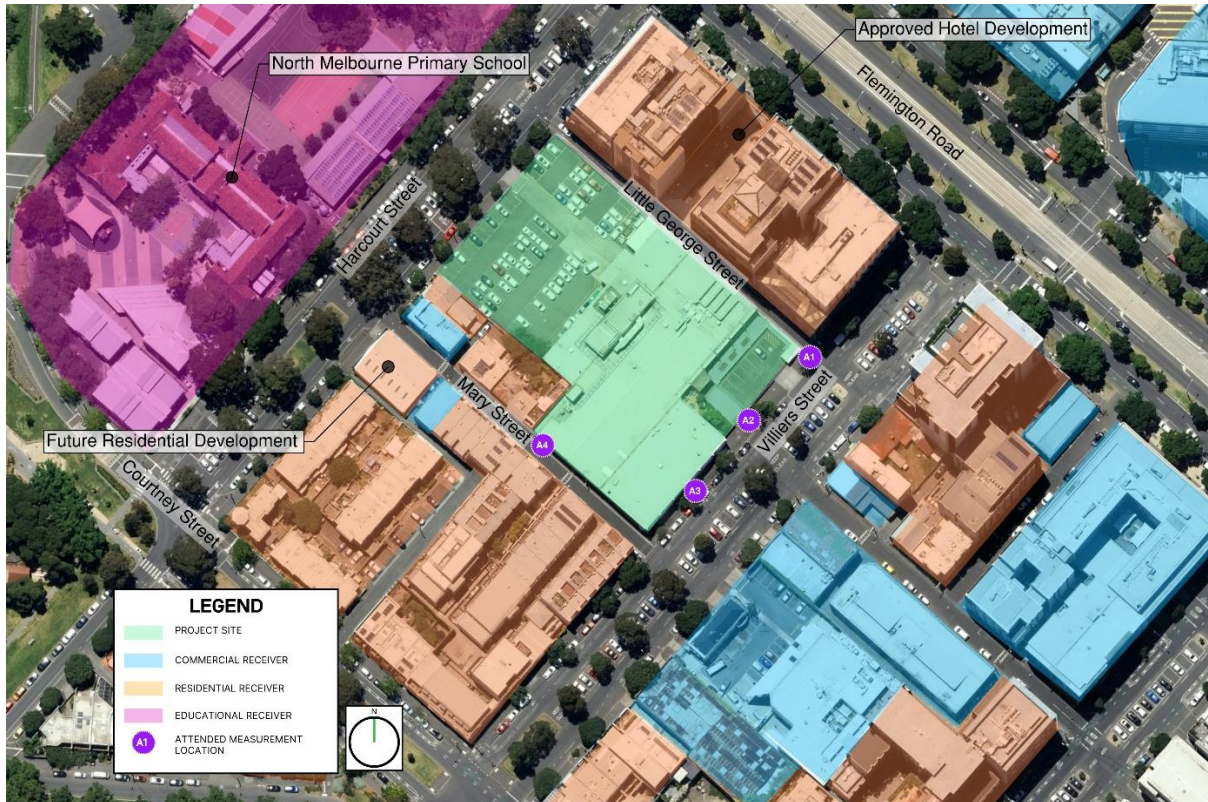 Approved Hotel Development
North Melbourne Primary School
Flemington Road
Harcourt Street
Little George Street
A1
Mary Street
Villiers Street
A2
Future Residential Development
A4
A3
Courtney Street
LEGEND
PROJECT SITE
COMMERCIAL RECEIVER
RESIDENTIAL RECEIVER
EDUCATIONAL RECEIVER
A1 ATTENDED MEASUREMENT
LOCATION
N